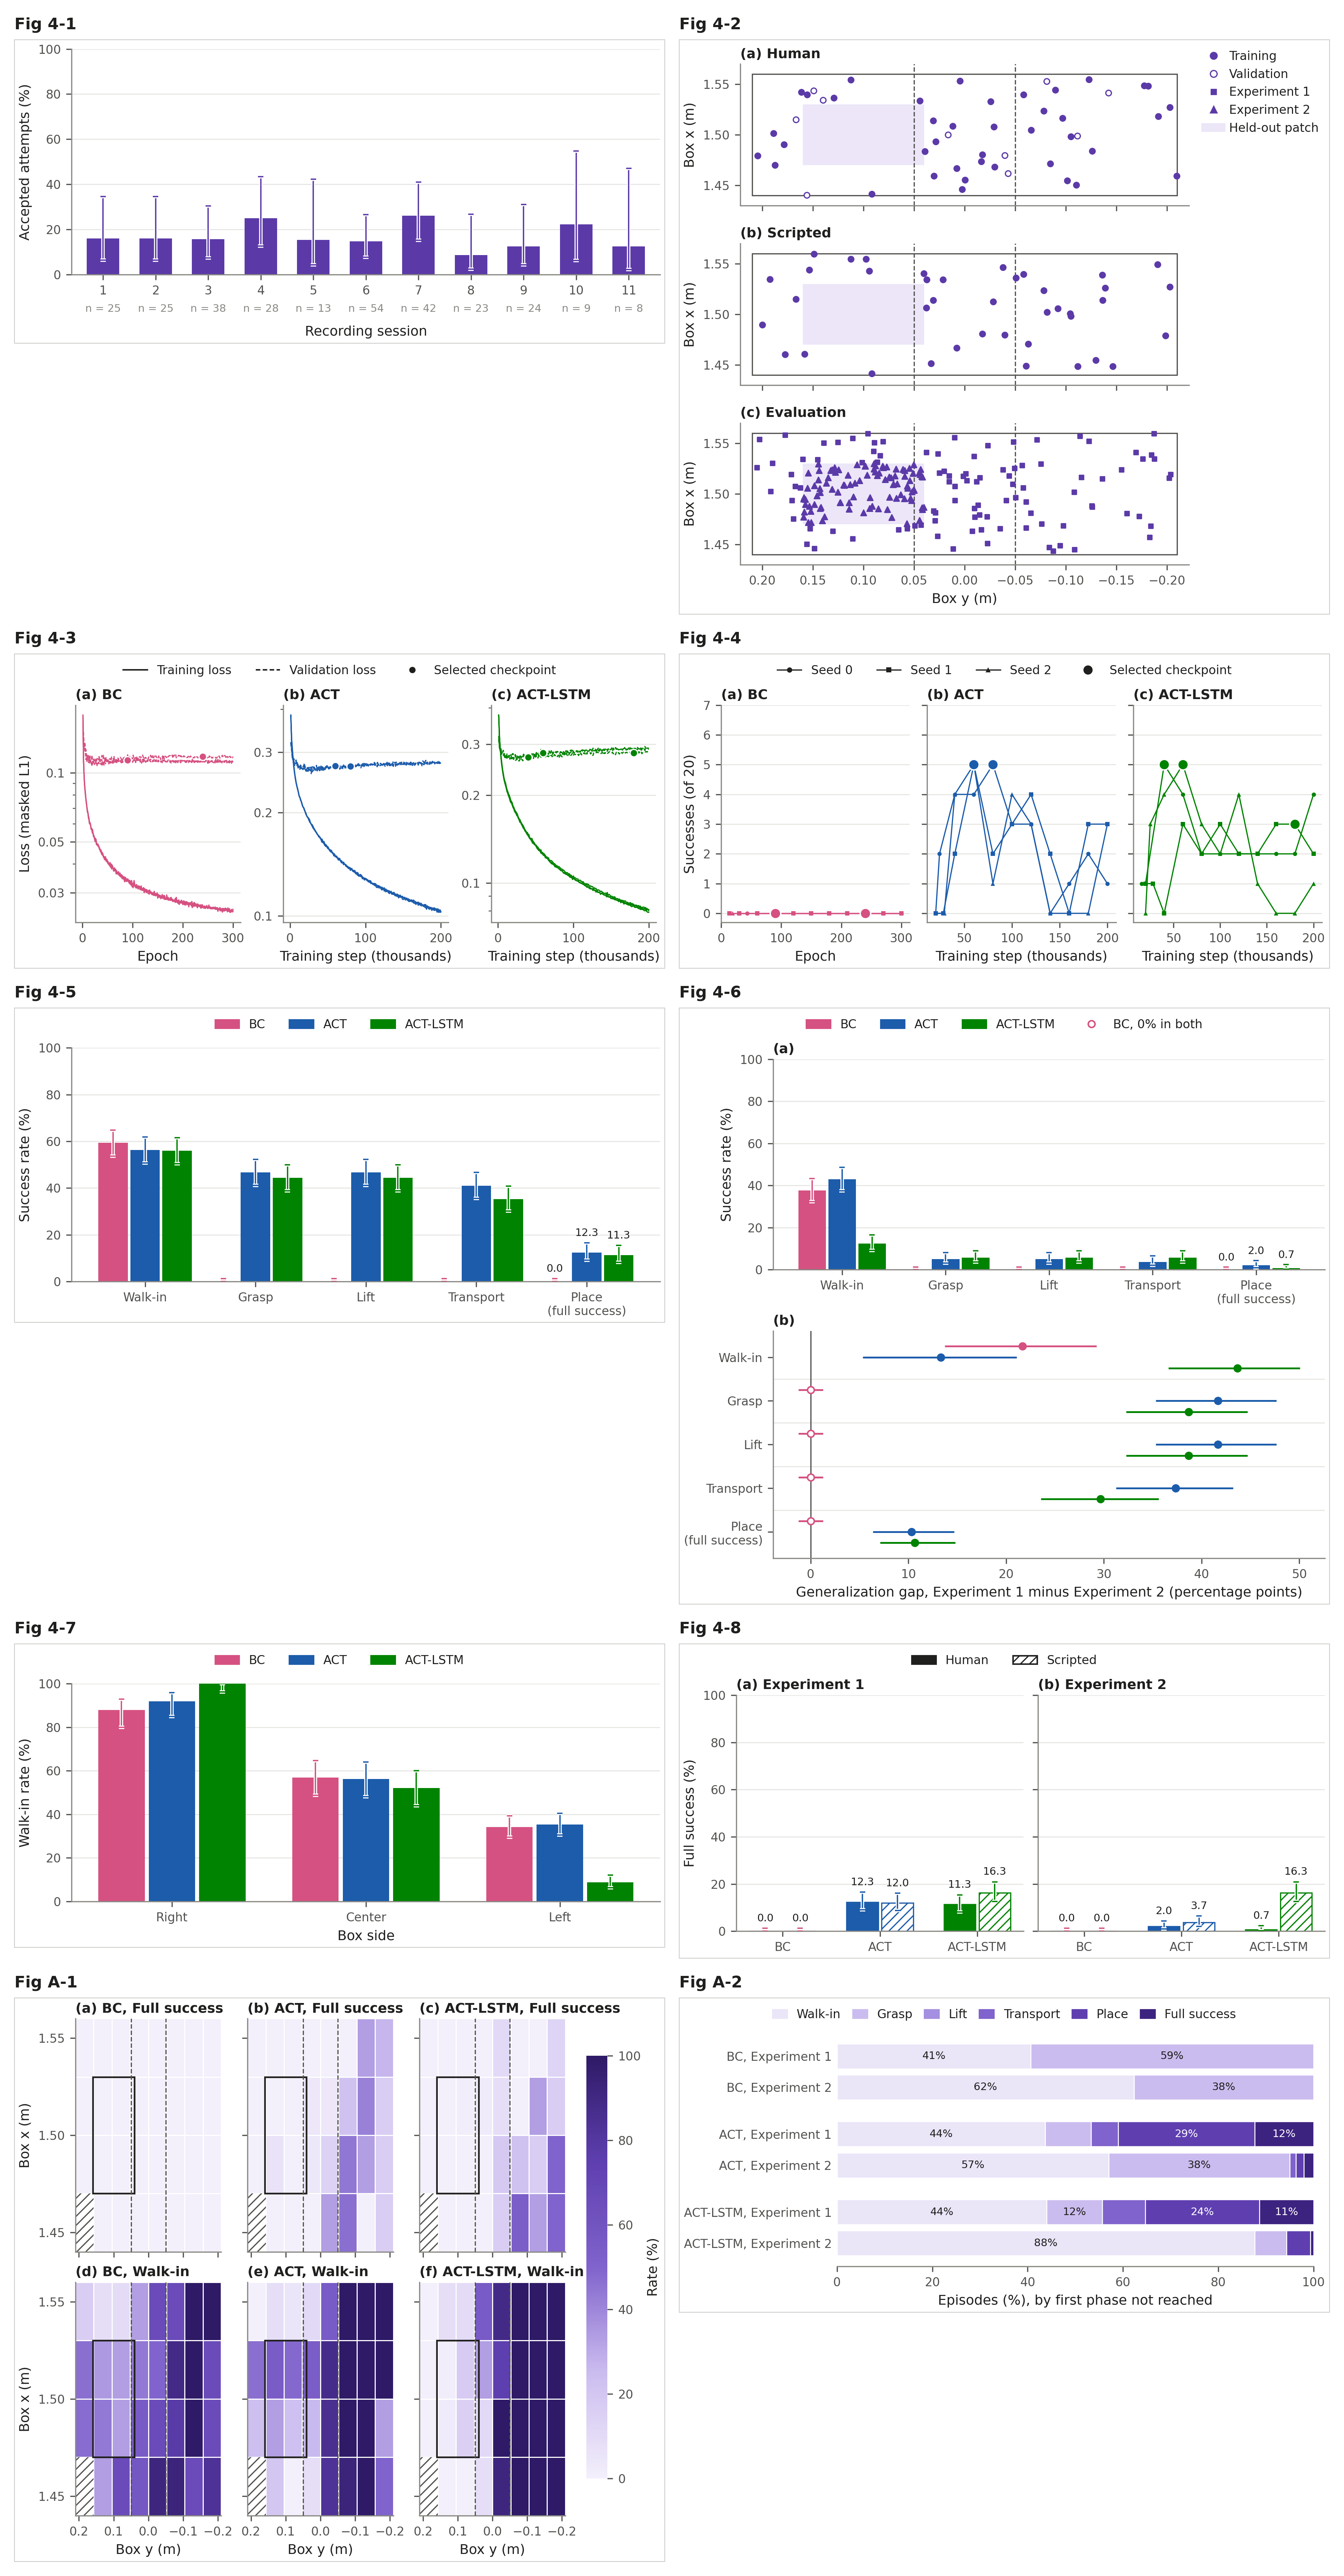 Fig 4-1
100
80
60
40
20
0
Accepted attempts (%)
1 2 3 4 5 6 7 8 9 10 11
n = 25 n = 25 n = 38 n = 28 n = 13 n = 54 n = 42 n = 23 n = 24 n = 9 n = 8
Recording session
Fig 4-2
(a) Human
1.55
1.50
1.45
Box x (m)
Training
Validation
Experiment 1
Experiment 2
Held-out patch
(b) Scripted
1.55
1.50
1.45
Box x (m)
(c) Evaluation
1.55
1.50
1.45
Box x (m)
0.20 0.15 0.10 0.05 0.00 −0.05 −0.10 −0.15 −0.20
Box y (m)
Fig 4-3
Training loss Validation loss Selected checkpoint
(a) BC (b) ACT (c) ACT-LSTM
Loss (masked L1)
0.1
0.05
0.03
0.3
0.2
0.1
0.3
0.2
0.1
0 100 200 300 0 100 200 0 100 200
Epoch Training step (thousands) Training step (thousands)
Fig 4-4
Seed 0 Seed 1 Seed 2 Selected checkpoint
(a) BC (b) ACT (c) ACT-LSTM
7
6
5
4
3
2
1
0
Successes (of 20)
0 100 200 300 50 100 150 200 50 100 150 200
Epoch Training step (thousands) Training step (thousands)
Fig 4-5
BC ACT ACT-LSTM
100
80
60
40
20
0
Success rate (%)
0.0 12.3 11.3
Walk-in Grasp Lift Transport Place
(full success)
Fig 4-6
BC ACT ACT-LSTM BC, 0% in both
(a)
100
80
60
40
20
0
Success rate (%)
0.0 2.0 0.7
Walk-in Grasp Lift Transport Place
(full success)
(b)
Walk-in
Grasp
Lift
Transport
Place
(full success)
0 10 20 30 40 50
Generalization gap, Experiment 1 minus Experiment 2 (percentage points)
Fig 4-7
BC ACT ACT-LSTM
100
80
60
40
20
0
Walk-in rate (%)
Right Center Left
Box side
Fig 4-8
Human Scripted
(a) Experiment 1 (b) Experiment 2
100
80
60
40
20
0
Full success (%)
0.0 0.0 12.3 12.0 11.3 16.3 0.0 0.0 2.0 3.7 0.7 16.3
BC ACT ACT-LSTM BC ACT ACT-LSTM
Fig A-1
(a) BC, Full success (b) ACT, Full success (c) ACT-LSTM, Full success
1.55
1.50
1.45
Box x (m)
(d) BC, Walk-in (e) ACT, Walk-in (f) ACT-LSTM, Walk-in
1.55
1.50
1.45
Box x (m)
0.2 0.1 0.0 −0.1 −0.2 0.2 0.1 0.0 −0.1 −0.2 0.2 0.1 0.0 −0.1 −0.2
Box y (m) Box y (m) Box y (m)
100
80
60
40
20
0
Rate (%)
Fig A-2
Walk-in Grasp Lift Transport Place Full success
BC, Experiment 1 41% 59%
BC, Experiment 2 62% 38%
ACT, Experiment 1 44% 29% 12%
ACT, Experiment 2 57% 38%
ACT-LSTM, Experiment 1 44% 12% 24% 11%
ACT-LSTM, Experiment 2 88%
0 20 40 60 80 100
Episodes (%), by first phase not reached